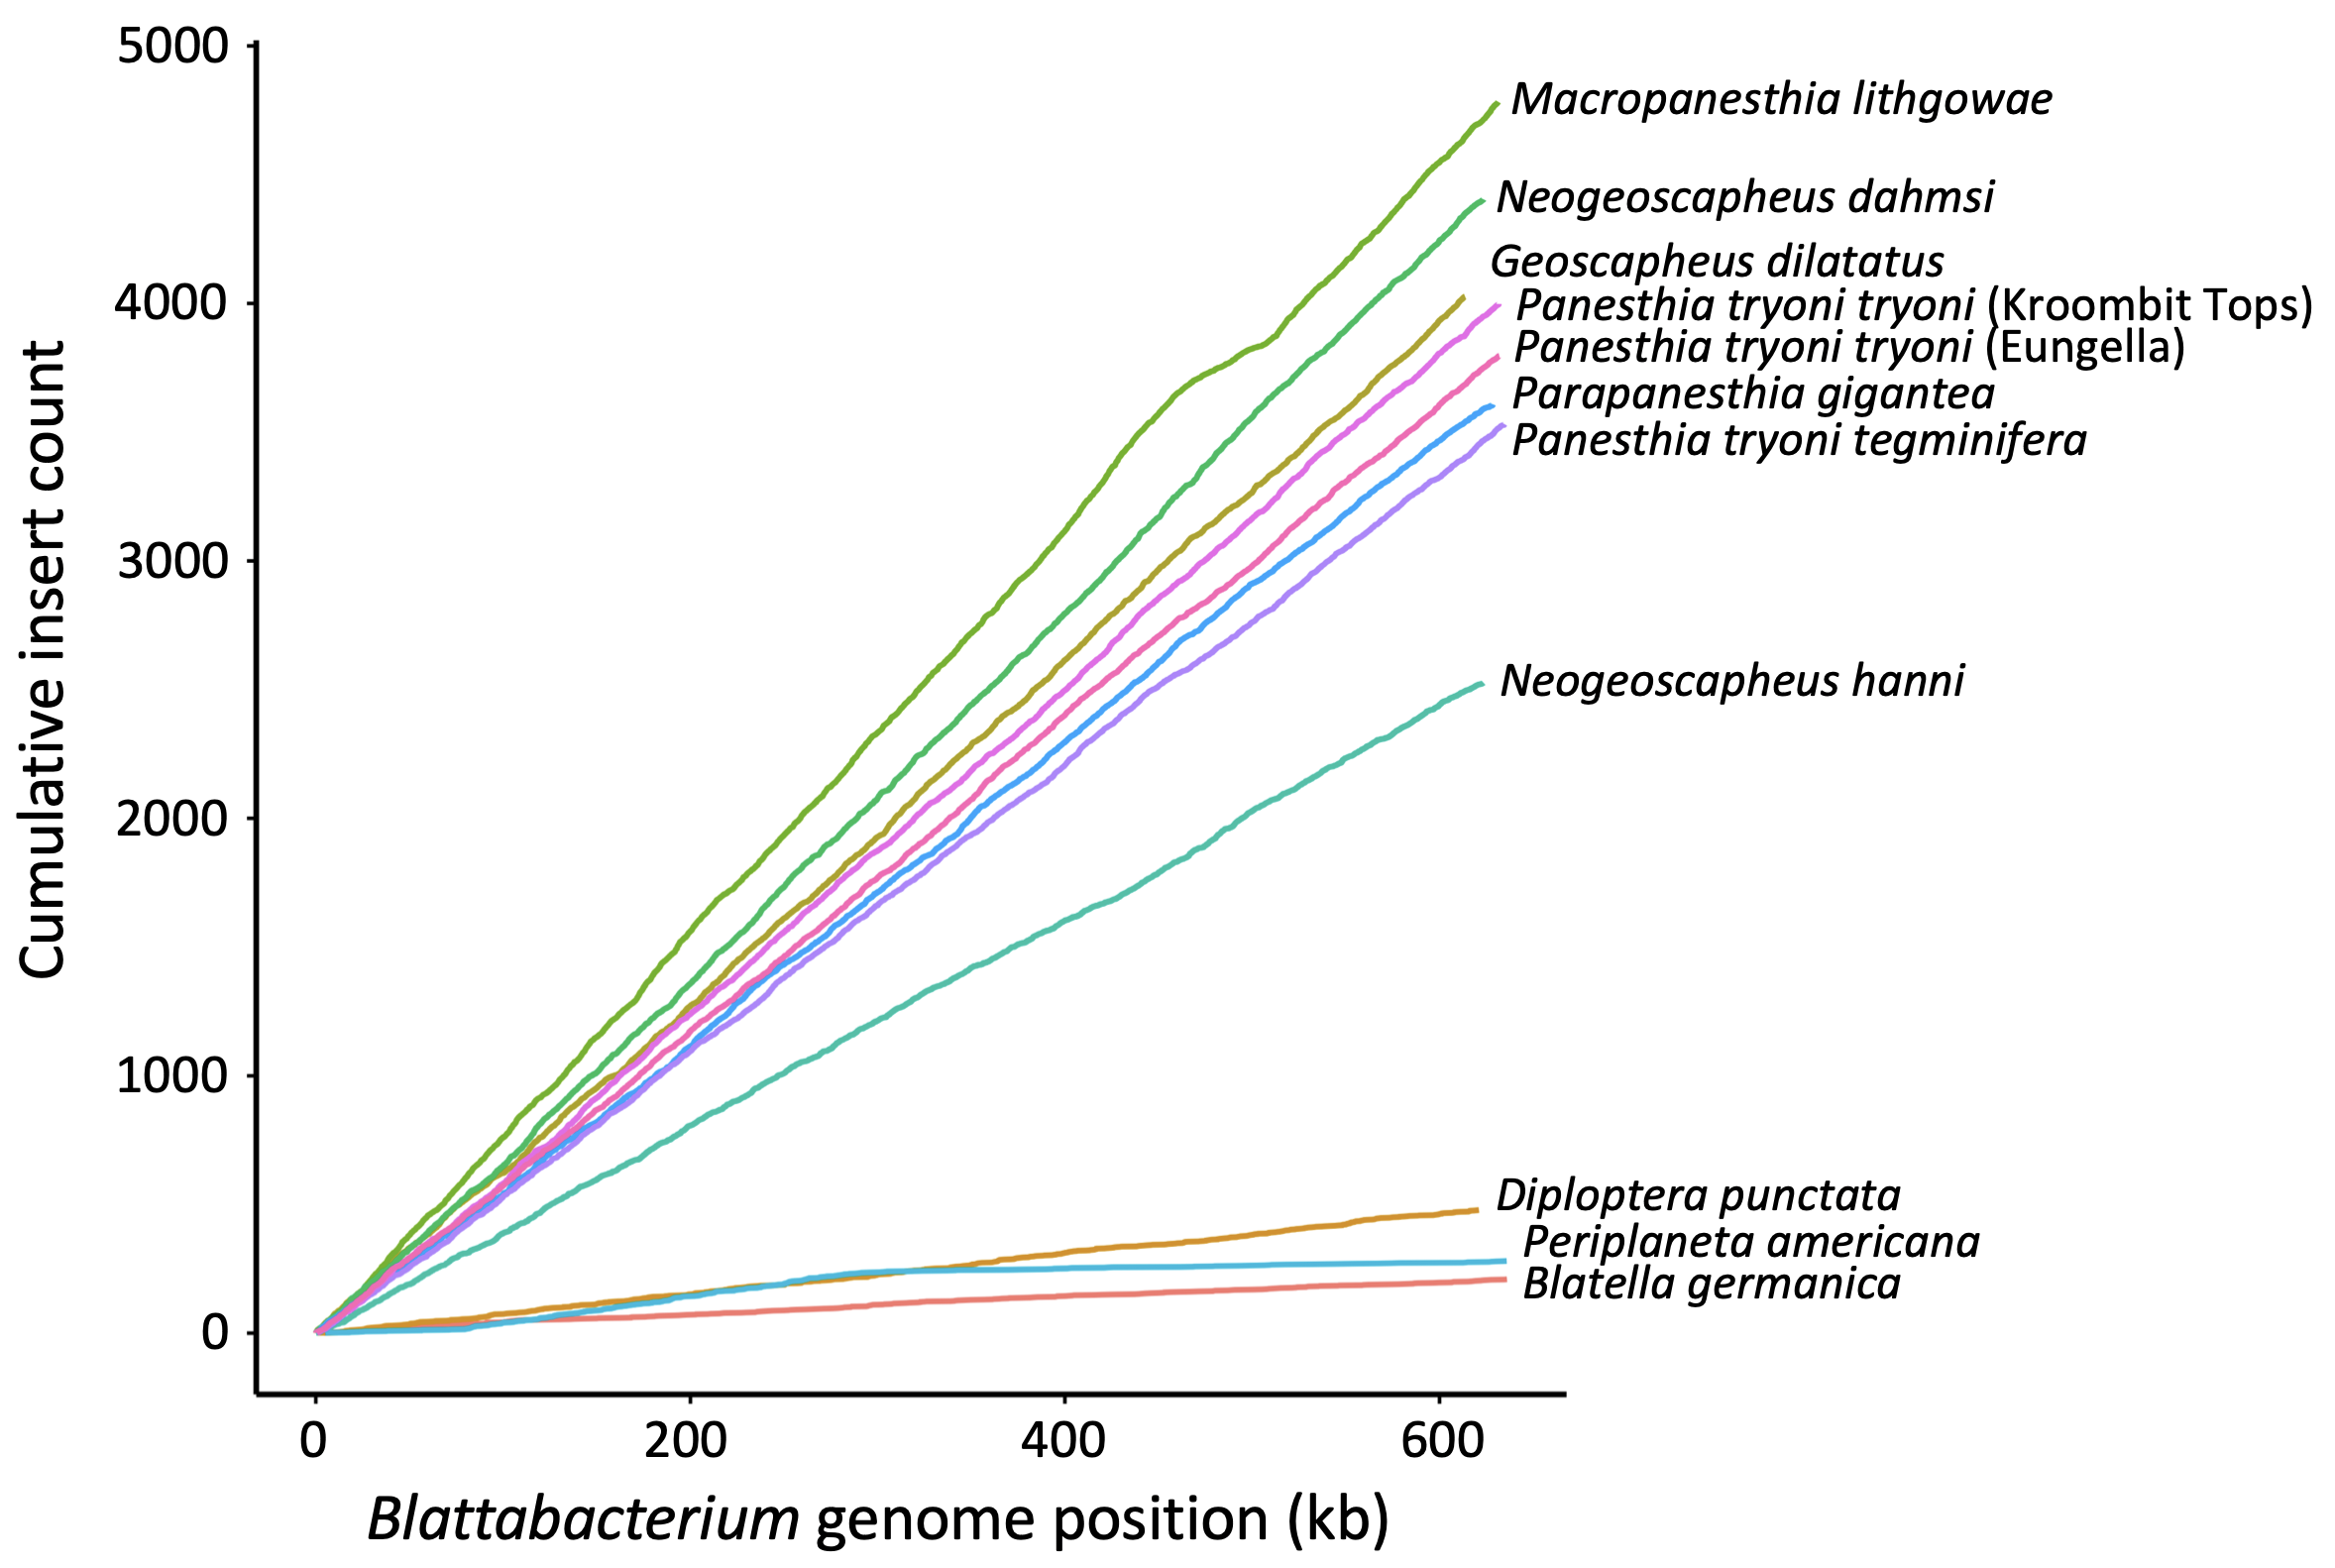 5000
4000
3000
2000
1000
0
Cumulative insert count
Macropanesthia lithgowae
Neogeoscapheus dahmsi
Geoscapheus dilatatus
Panesthia tryoni tryoni (Kroombit Tops)
Panesthia tryoni tryoni (Eungella)
Parapanesthia gigantea
Panesthia tryoni tegminifera
Neogeoscapheus hanni
Diploptera punctata
Periplaneta americana
Blatella germanica
0 200 400 600
Blattabacterium genome position (kb)